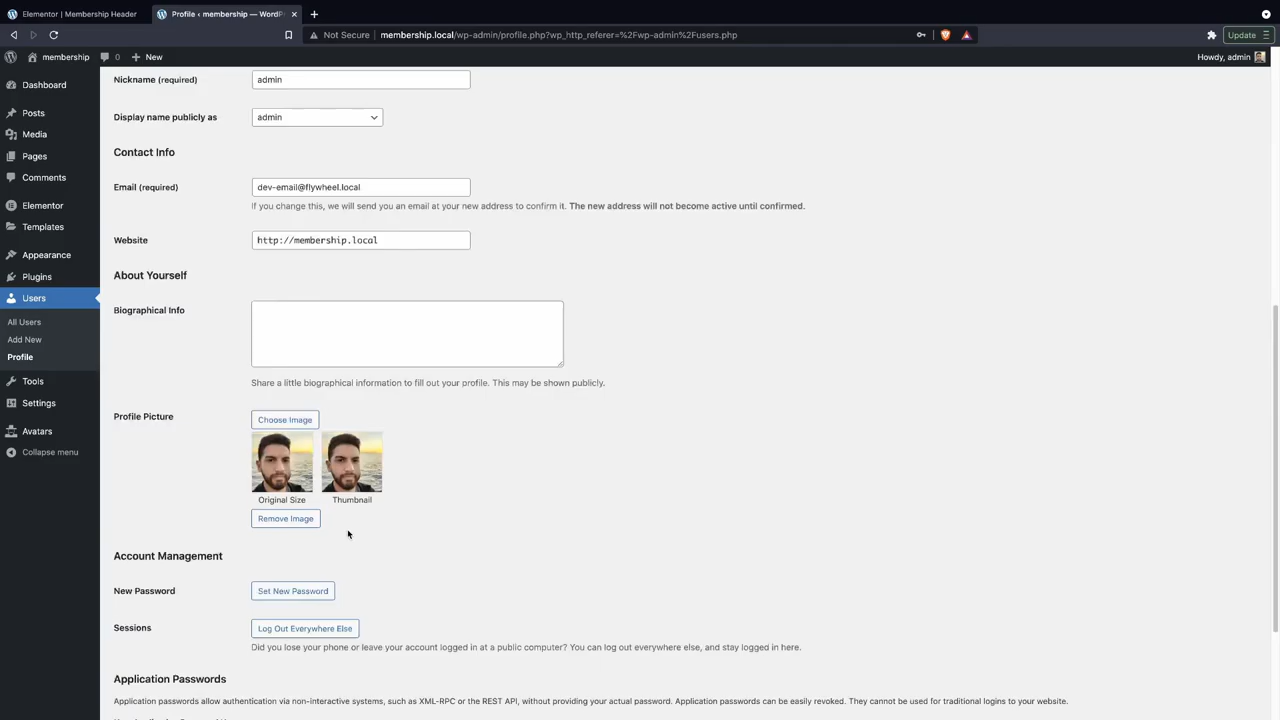 Elementor | Membership Header
Profile ‹ membership — WordPr
Not Secure membership.local/wp-admin/profile.php?wp_http_referer=%2Fwp-admin%2Fusers.php
Update
membership 0 New
Howdy, admin
Dashboard
Posts
Media
Pages
Comments
Elementor
Templates
Appearance
Plugins
Users
All Users
Add New
Profile
Tools
Settings
Avatars
Collapse menu
Nickname (required) admin
Display name publicly as admin
Contact Info
Email (required) dev-email@flywheel.local
If you change this, we will send you an email at your new address to confirm it. The new address will not become active until confirmed.
Website http://membership.local
About Yourself
Biographical Info
Share a little biographical information to fill out your profile. This may be shown publicly.
Profile Picture Choose Image
Original Size Thumbnail
Remove Image
Account Management
New Password Set New Password
Sessions Log Out Everywhere Else
Did you lose your phone or leave your account logged in at a public computer? You can log out everywhere else, and stay logged in here.
Application Passwords
Application passwords allow authentication via non-interactive systems, such as XML-RPC or the REST API, without providing your actual password. Application passwords can be easily revoked. They cannot be used for traditional logins to your website.